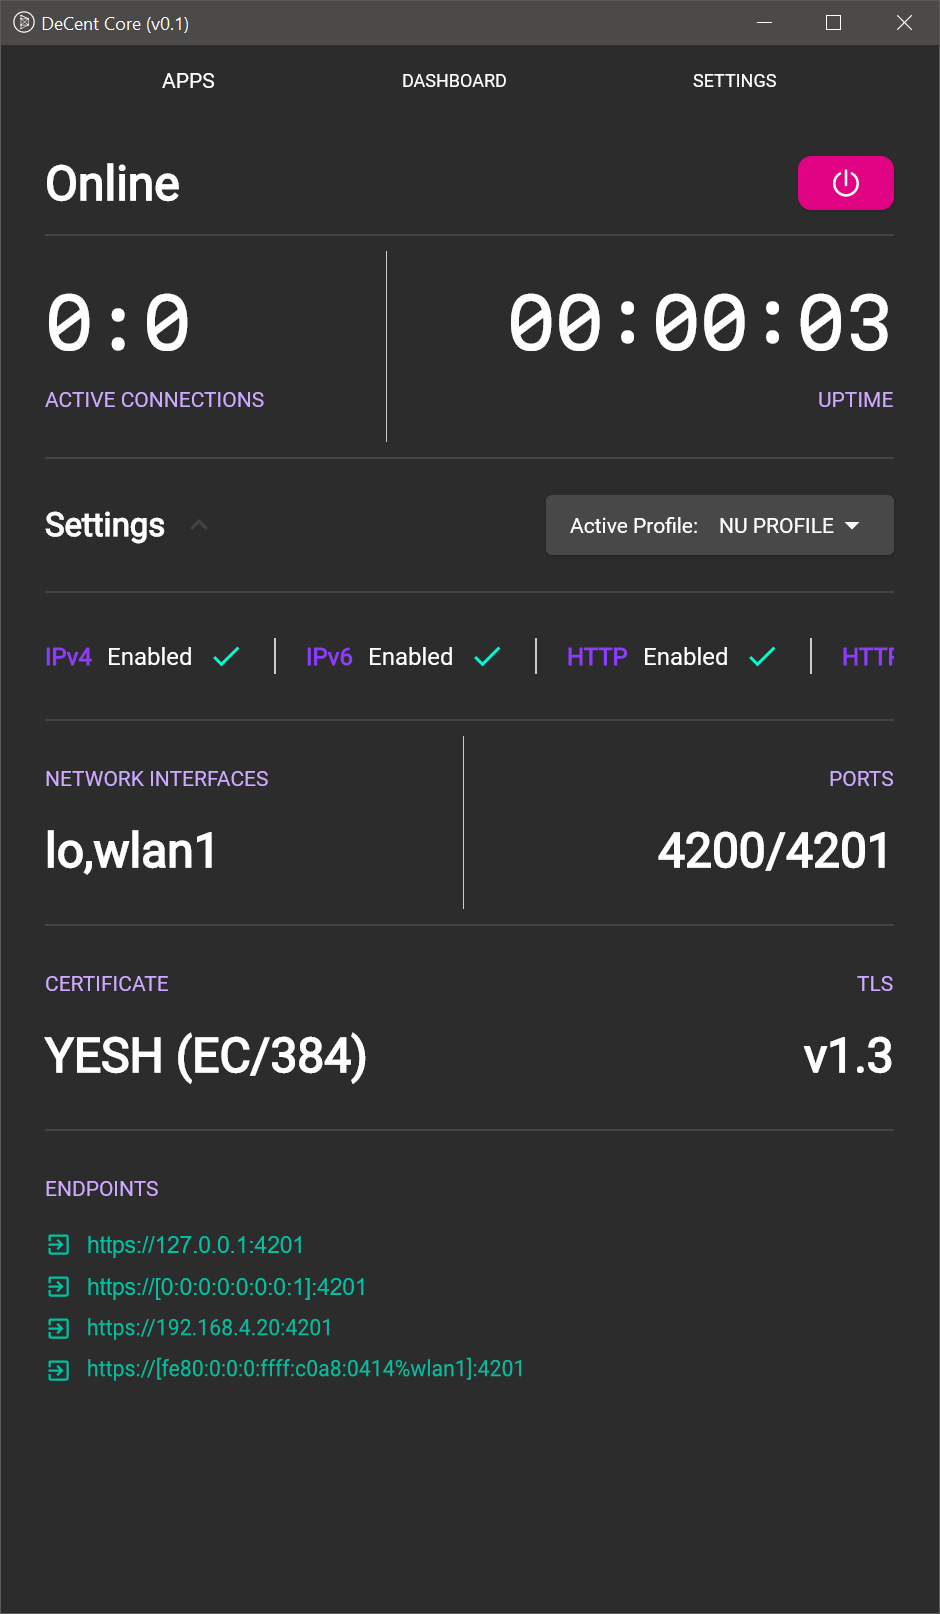 DeCent Core (v0.1)
APPS DASHBOARD SETTINGS
Online
0:0 00:00:03
ACTIVE CONNECTIONS UPTIME
Settings Active Profile: NU PROFILE
IPv4 Enabled IPv6 Enabled HTTP Enabled
NETWORK INTERFACES PORTS
lo,wlan1 4200/4201
CERTIFICATE TLS
YESH (EC/384) v1.3
ENDPOINTS
https://127.0.0.1:4201
https://[0:0:0:0:0:0:0:1]:4201
https://192.168.4.20:4201
https://[fe80:0:0:0:ffff:c0a8:0414%wlan1]:4201